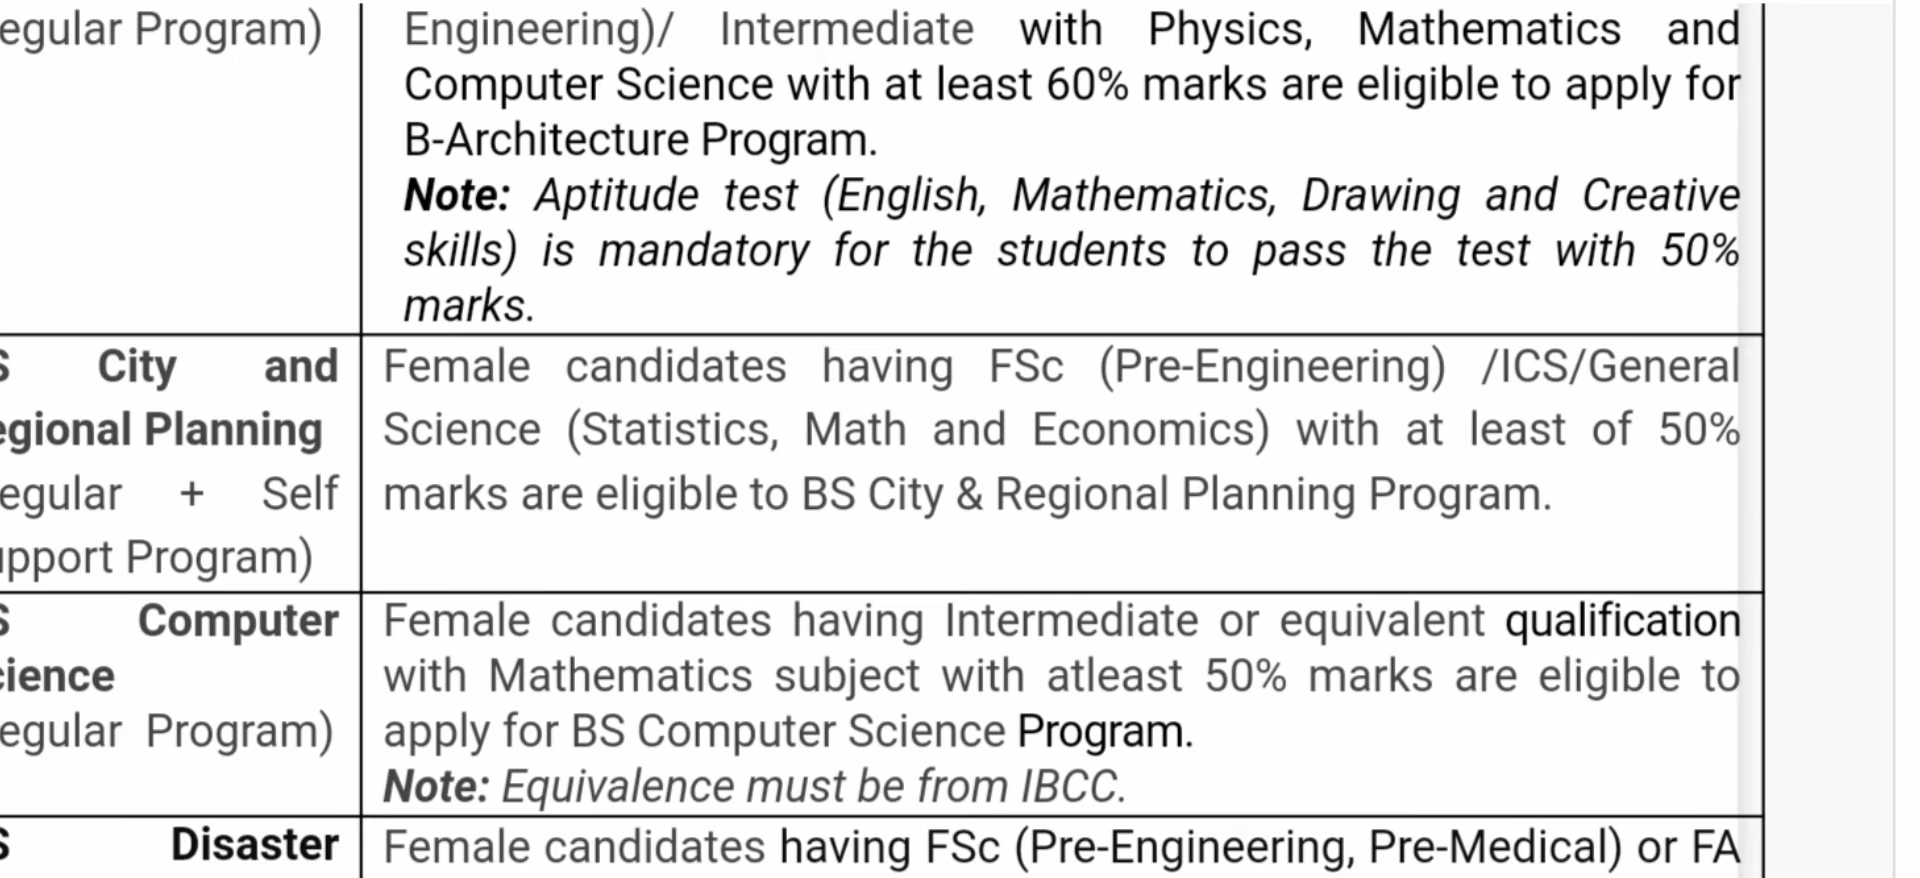 egular Program)
Engineering)/ Intermediate with Physics, Mathematics and
Computer Science with at least 60% marks are eligible to apply for
B-Architecture Program.
Note: Aptitude test (English, Mathematics, Drawing and Creative
skills) is mandatory for the students to pass the test with 50%
marks.
S City and
egional Planning
egular + Self
upport Program)
Female candidates having FSc (Pre-Engineering) /ICS/General
Science (Statistics, Math and Economics) with at least of 50%
marks are eligible to BS City & Regional Planning Program.
S Computer
cience
egular Program)
Female candidates having Intermediate or equivalent qualification
with Mathematics subject with atleast 50% marks are eligible to
apply for BS Computer Science Program.
Note: Equivalence must be from IBCC.
S Disaster
Female candidates having FSc (Pre-Engineering, Pre-Medical) or FA